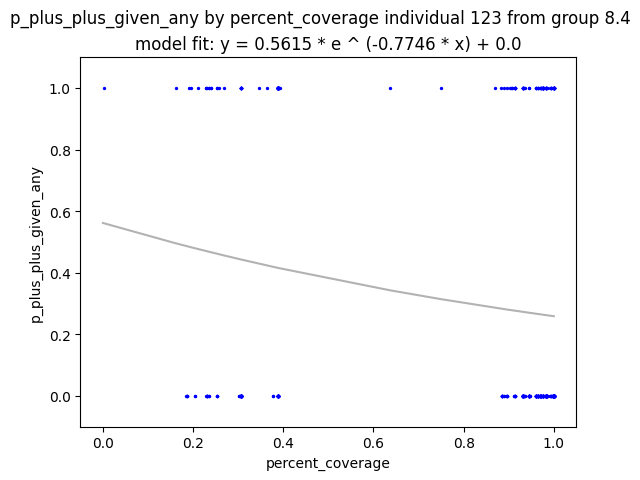 p_plus_plus_given_any by percent_coverage individual 123 from group 8.4
model fit: y = 0.5615 * e ^ (-0.7746 * x) + 0.0
1.0
0.8
0.6
0.4
0.2
0.0
p_plus_plus_given_any
0.0 0.2 0.4 0.6 0.8 1.0
percent_coverage